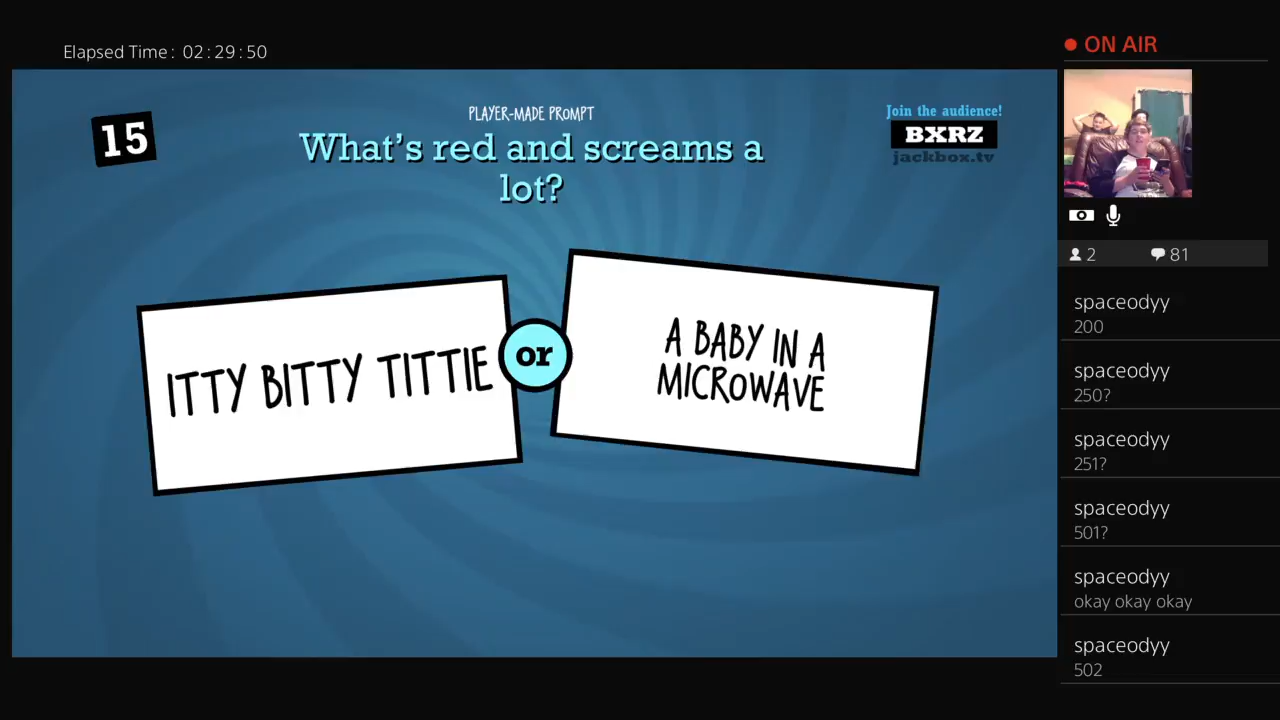 Elapsed Time: 02:29:50
ON AIR
15
PLAYER-MADE PROMPT
What's red and screams a
lot?
Join the audience!
BXRZ
jackbox.tv
ITTY BITTY TITTIE
or
A BABY IN A
MICROWAVE
2
81
spaceodyy
200
spaceodyy
250?
spaceodyy
251?
spaceodyy
501?
spaceodyy
okay okay okay
spaceodyy
502